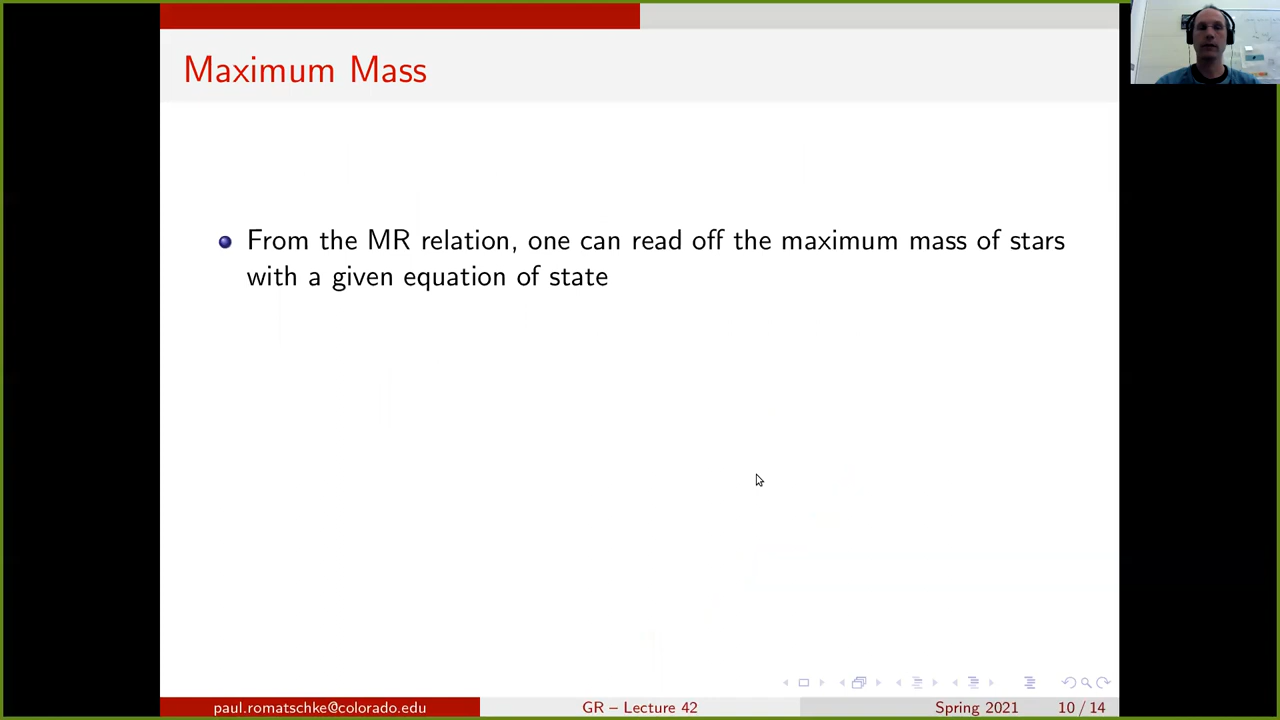 Maximum Mass
From the MR relation, one can read off the maximum mass of stars
with a given equation of state
paul.romatschke@colorado.edu
GR – Lecture 42
Spring 2021
10 / 14